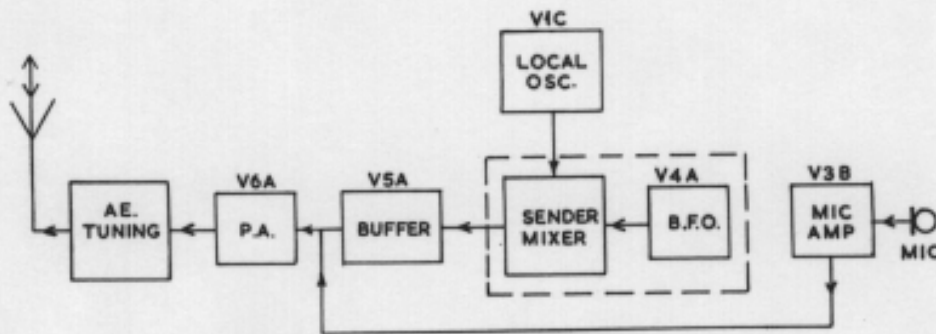 V1C
LOCAL
OSC.
AE.
TUNING
V6A
P.A.
V5A
BUFFER
SENDER
MIXER
V4A
B.F.O.
V3B
MIC
AMP
MIC